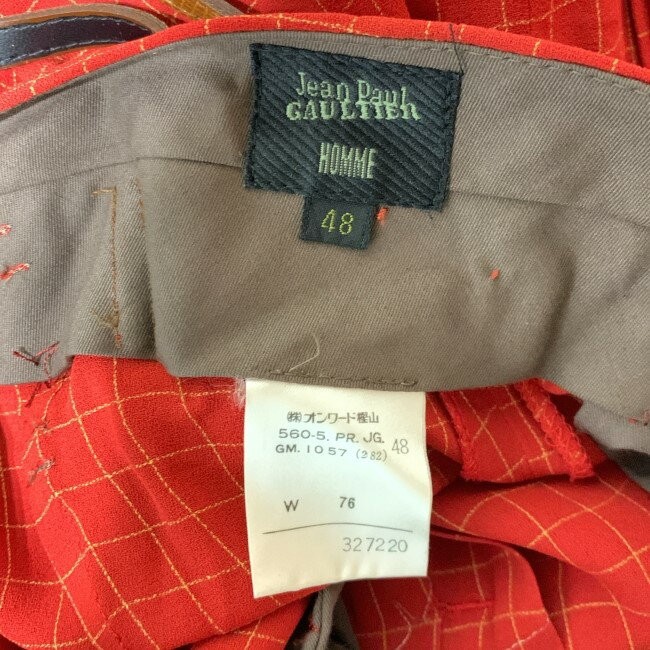 Jean Paul
GAULTIER
HOMME
48
(株)オンワード樫山
560-5. PR. JG. 48
GM. 1057 (282)
W 76
327220